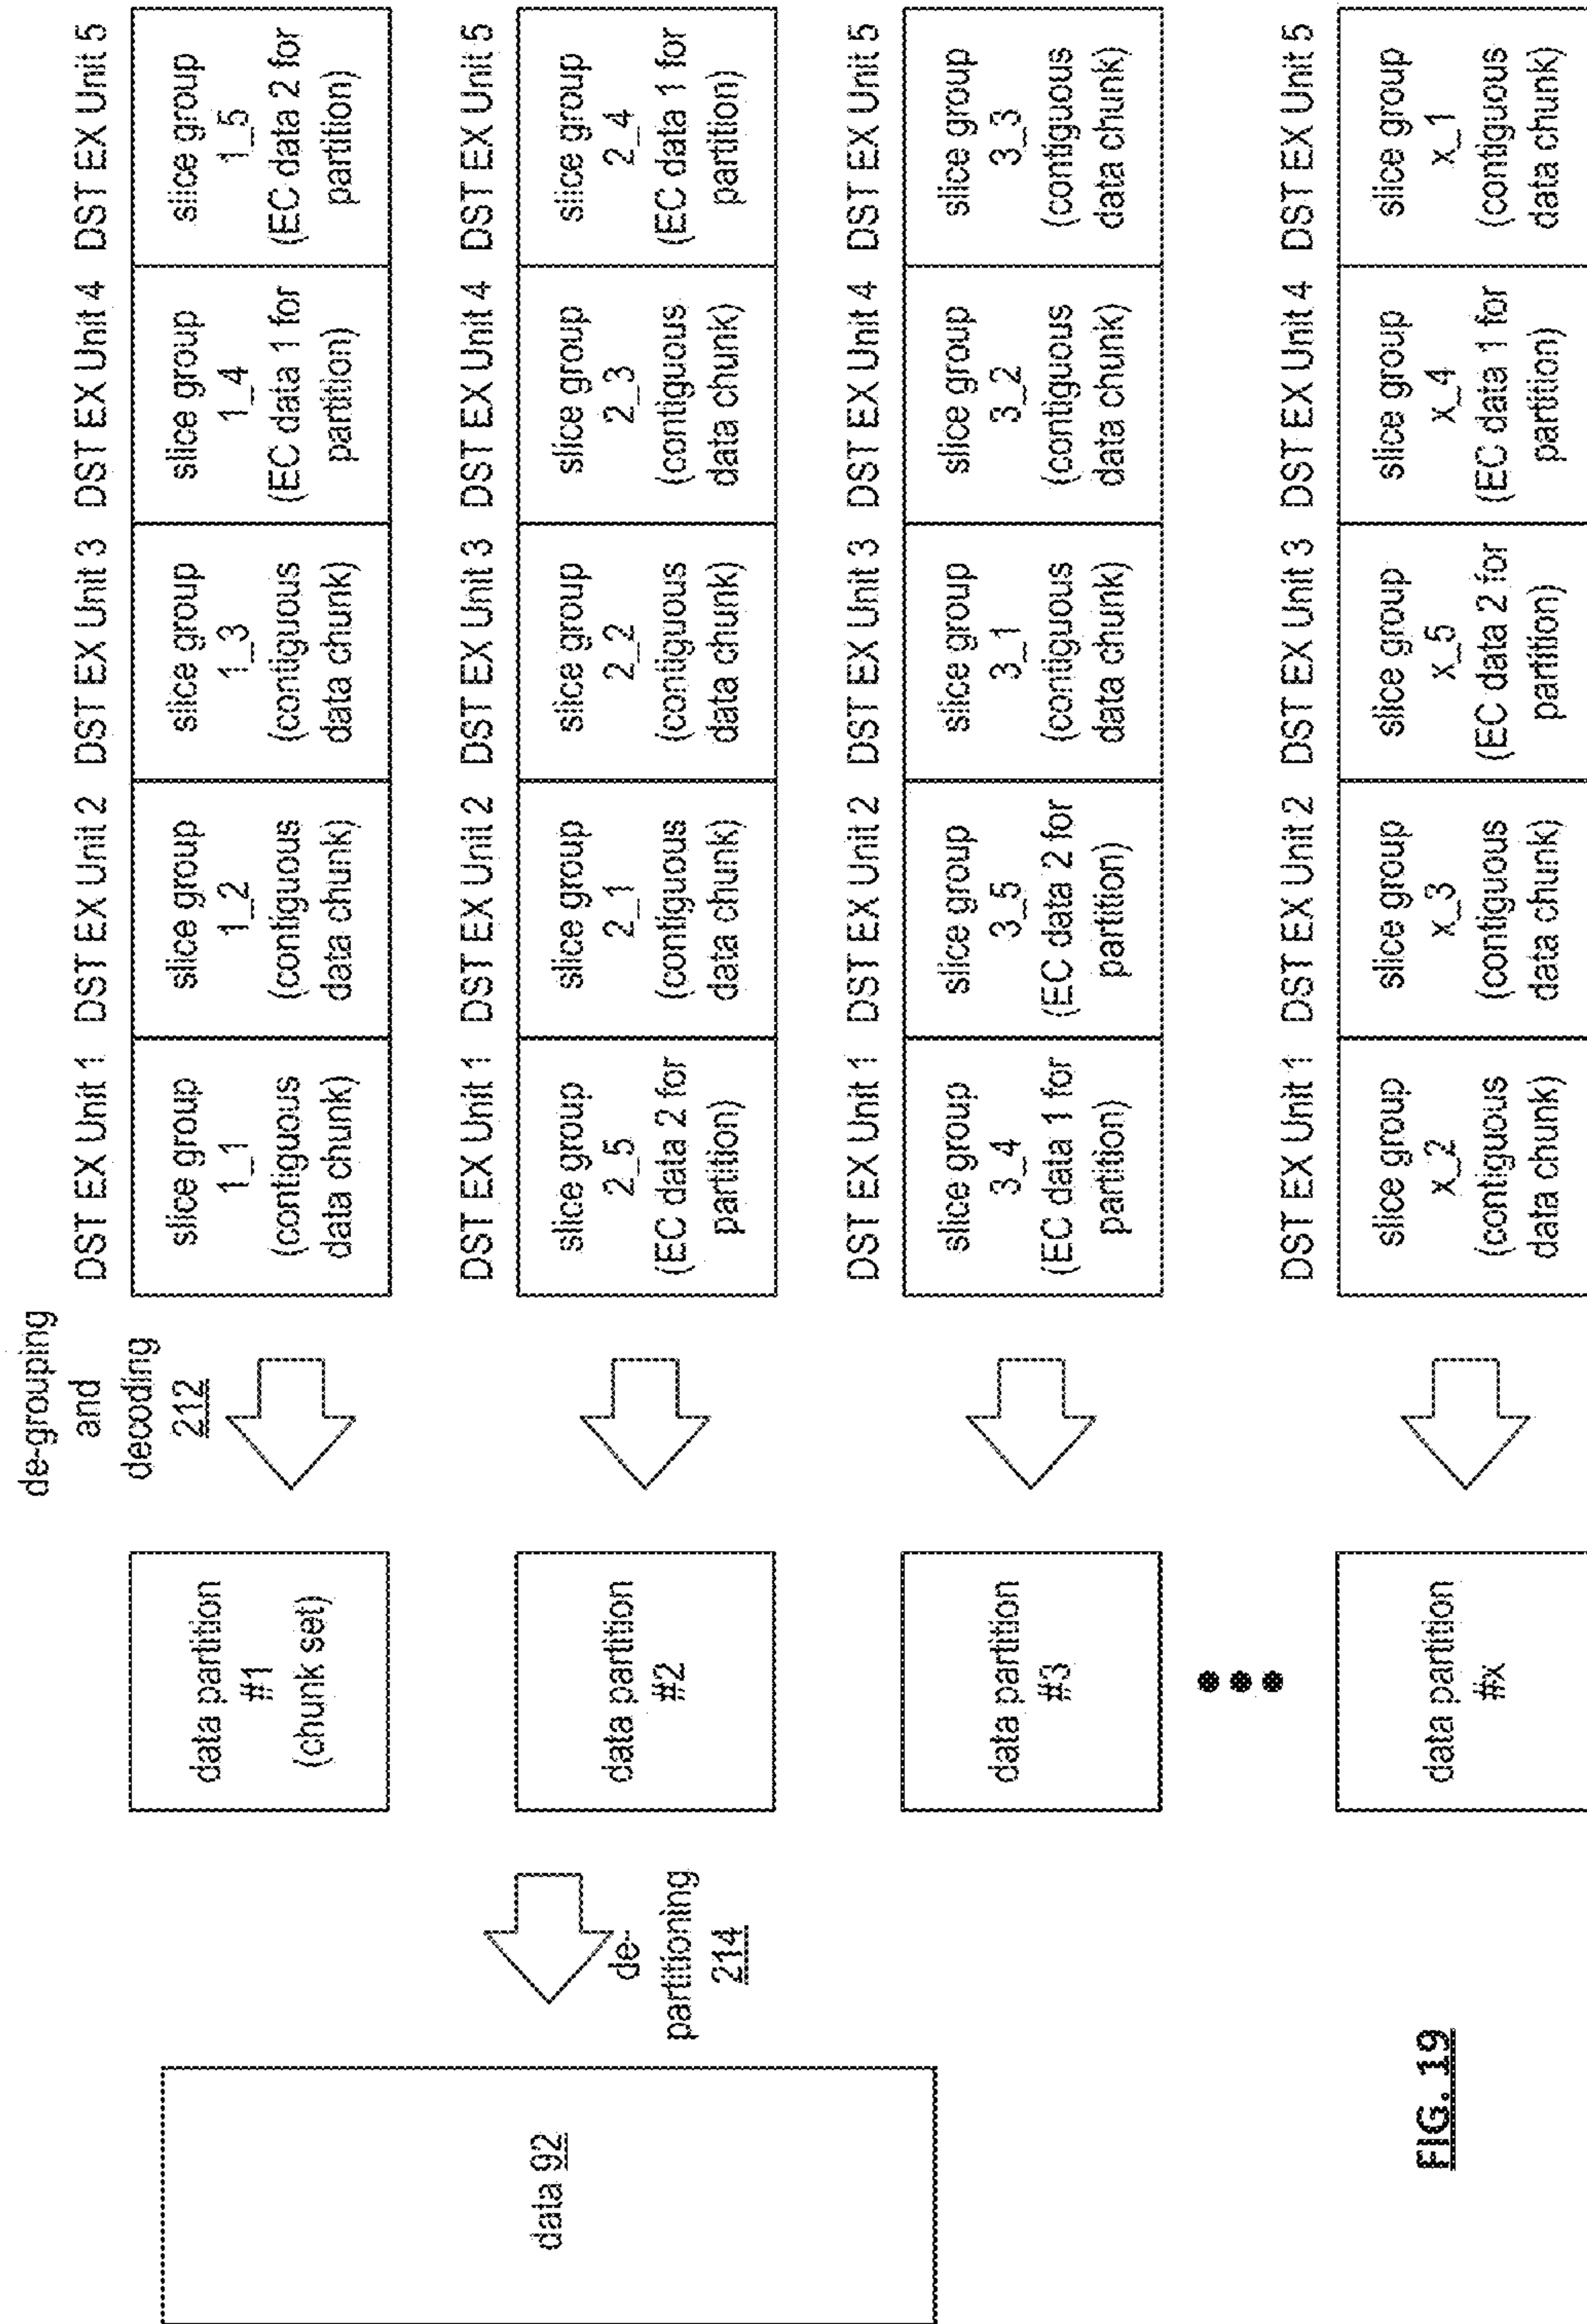 de-grouping
and
decoding
212
DST EX Unit 1 DST EX Unit 2 DST EX Unit 3 DST EX Unit 4 DST EX Unit 5
data partition
#1
(chunk set)
slice group
1_1
(contiguous
data chunk)
slice group
1_2
(contiguous
data chunk)
slice group
1_3
(contiguous
data chunk)
slice group
1_4
(EC data 1 for
partition)
slice group
1_5
(EC data 2 for
partition)
DST EX Unit 1 DST EX Unit 2 DST EX Unit 3 DST EX Unit 4 DST EX Unit 5
data 92
de-
partitioning
214
data partition
#2
slice group
2_5
(EC data 2 for
partition)
slice group
2_1
(contiguous
data chunk)
slice group
2_2
(contiguous
data chunk)
slice group
2_3
(contiguous
data chunk)
slice group
2_4
(EC data 1 for
partition)
DST EX Unit 1 DST EX Unit 2 DST EX Unit 3 DST EX Unit 4 DST EX Unit 5
data partition
#3
slice group
3_4
(EC data 1 for
partition)
slice group
3_5
(EC data 2 for
partition)
slice group
3_1
(contiguous
data chunk)
slice group
3_2
(contiguous
data chunk)
slice group
3_3
(contiguous
data chunk)
DST EX Unit 1 DST EX Unit 2 DST EX Unit 3 DST EX Unit 4 DST EX Unit 5
data partition
#x
slice group
x_2
(contiguous
data chunk)
slice group
x_3
(contiguous
data chunk)
slice group
x_5
(EC data 2 for
partition)
slice group
x_4
(EC data 1 for
partition)
slice group
x_1
(contiguous
data chunk)
FIG. 19